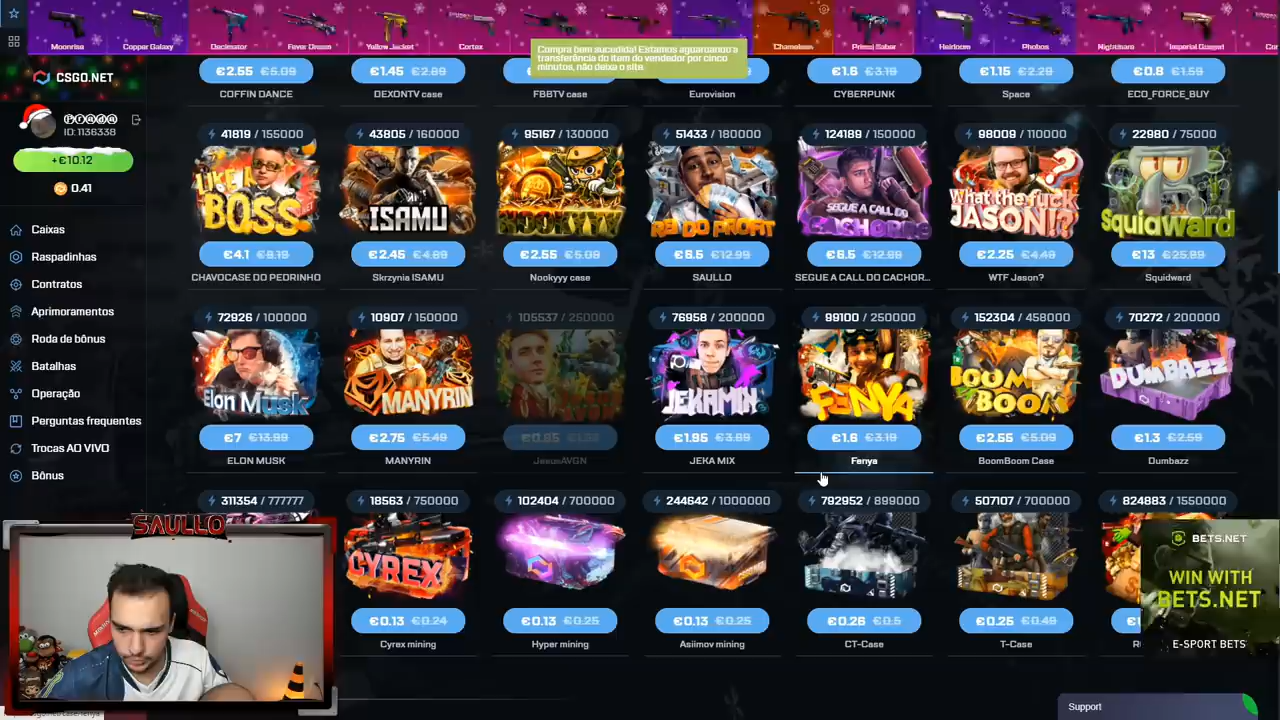 Moonrise Copper Galaxy Decimator Fever Dream Yellow Jacket Cortex Chameleon Primal Saber Heirloom Phobos Nightmare Imperial Dragon
Compra bem sucedida! Estamos aguardando a
transferência do item do vendedor por cinco
minutos, não deixe o site.
CSGO.NET
Prada
ID: 1136338
+€10.12
0.41
Caixas
Raspadinhas
Contratos
Aprimoramentos
Roda de bônus
Batalhas
Operação
Perguntas frequentes
Trocas AO VIVO
Bônus
€2.55 €5.09 €1.45 €2.89 €1.6 €3.19 €1.15 €2.29 €0.8 €1.59
COFFIN DANCE DEXONTV case FBBTV case Eurovision CYBERPUNK Space ECO_FORCE_BUY
41819 / 155000 43805 / 160000 95167 / 130000 51433 / 180000 124189 / 150000 98009 / 110000 22980 / 75000
LIKE A BOSS ISAMU NOOKYYY R$ DO PROFIT SEGUE A CALL DO CACHORRO What the fuck JASON!? Squidward
€4.1 €8.19 €2.45 €4.89 €2.55 €5.09 €6.5 €12.99 €6.5 €12.99 €2.25 €4.49 €13 €25.99
CHAVOCASE DO PEDRINHO Skrzynia ISAMU Nookyyy case SAULLO SEGUE A CALL DO CACHOR... WTF Jason? Squidward
72926 / 100000 10907 / 150000 105537 / 250000 76958 / 200000 99100 / 250000 152304 / 458000 70272 / 200000
Elon Musk MANYRIN JEKAMIX FENYA BOOM BOOM DUMBAZZ
€7 €13.99 €2.75 €5.49 €0.95 €1.95 €3.89 €1.6 €3.19 €2.55 €5.09 €1.3 €2.59
ELON MUSK MANYRIN JesusAVGN JEKA MIX Fenya BoomBoom Case Dumbazz
311354 / 777777 18563 / 750000 102404 / 700000 244642 / 1000000 792952 / 899000 507107 / 700000 824883 / 1550000
CYREX
€0.13 €0.24 €0.13 €0.25 €0.13 €0.25 €0.26 €0.5 €0.25 €0.49
Cyrex mining Hyper mining Asiimov mining CT-Case T-Case
SAULLO
BETS.NET
WIN WITH
BETS.NET
E-SPORT BETS
Support